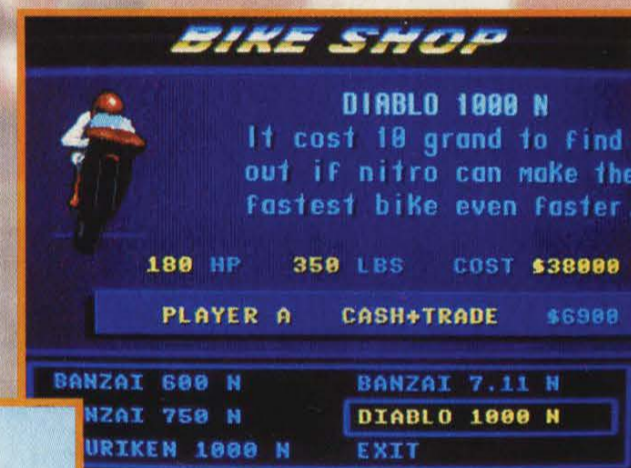 BIKE SHOP
DIABLO 1000 N
It cost 10 grand to find
out if nitro can make the
fastest bike even faster
180 HP 350 LBS COST $38000
PLAYER A CASH+TRADE $6900
BANZAI 600 N BANZAI 7.11 N
NZAI 750 N DIABLO 1000 N
URIKEN 1000 N EXIT